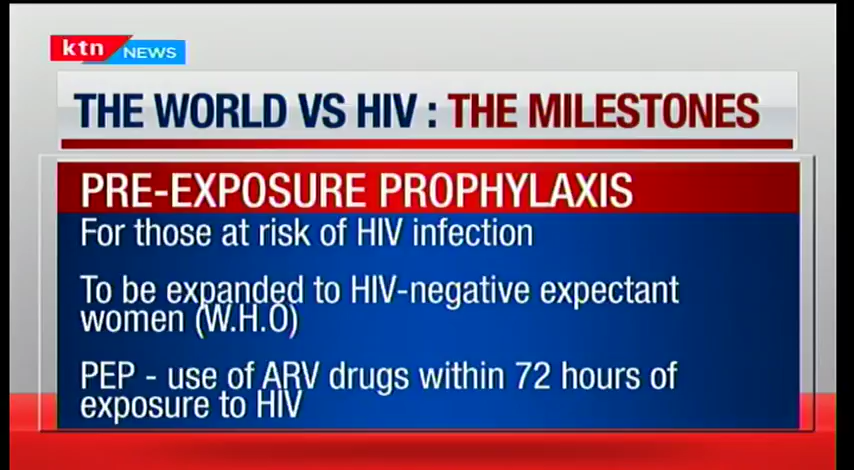 ktn NEWS
THE WORLD VS HIV : THE MILESTONES
PRE-EXPOSURE PROPHYLAXIS
For those at risk of HIV infection
To be expanded to HIV-negative expectant
women (W.H.O)
PEP - use of ARV drugs within 72 hours of
exposure to HIV